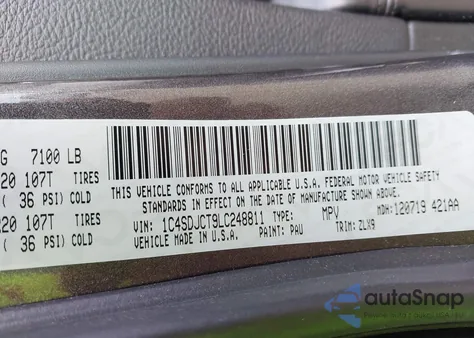 G 7100 LB
20 107T TIRES
( 36 PSI) COLD
20 107T TIRES
( 36 PSI) COLD
THIS VEHICLE CONFORMS TO ALL APPLICABLE U.S.A. FEDERAL MOTOR VEHICLE SAFETY
STANDARDS IN EFFECT ON THE DATE OF MANUFACTURE SHOWN ABOVE.
VIN: 1C4SDJCT9LC248811 TYPE: MPV MDH: 120719 421AA
VEHICLE MADE IN U.S.A. PAINT: PAU TRIM: ZLX9
autoSnap